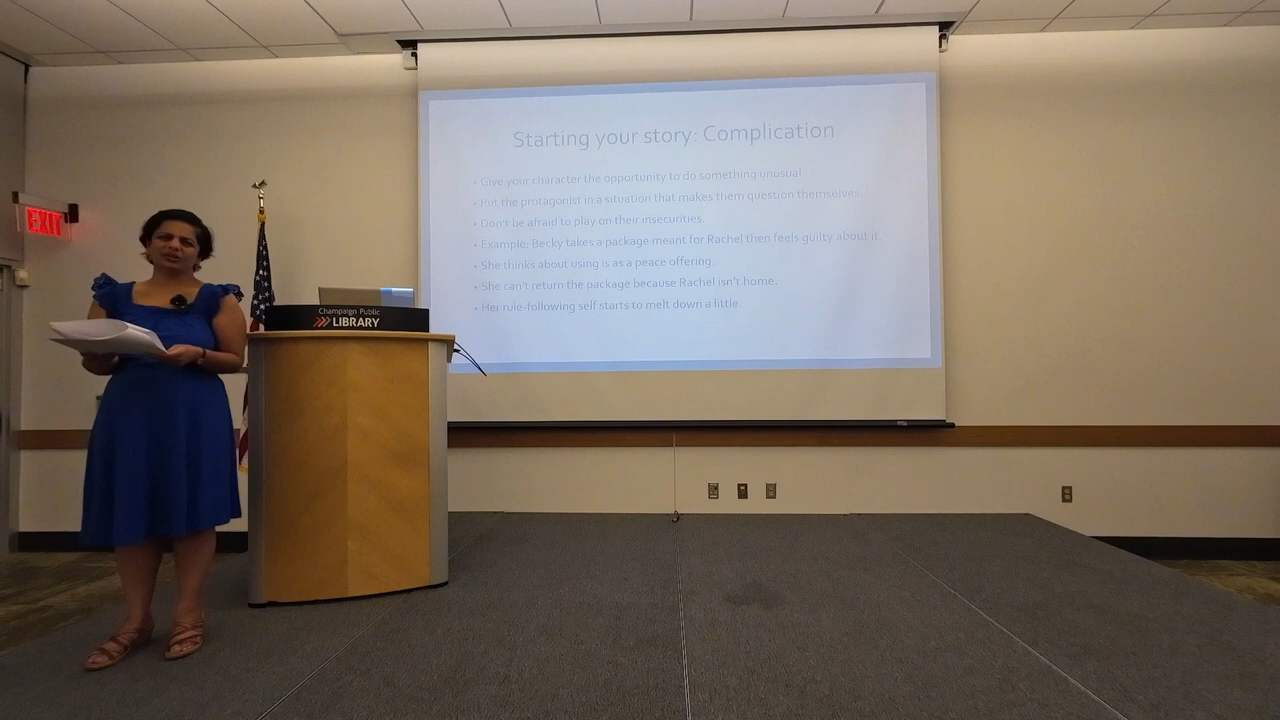 Starting your story: Complication
• Give your character the opportunity to do something unusual.
• Put the protagonist in a situation that makes them question themselves.
• Don't be afraid to play on their insecurities.
• Example: Becky takes a package meant for Rachel then feels guilty about it.
• She thinks about using is as a peace offering.
• She can't return the package because Rachel isn't home.
• Her rule-following self starts to melt down a little.
EXIT
Champaign Public
LIBRARY